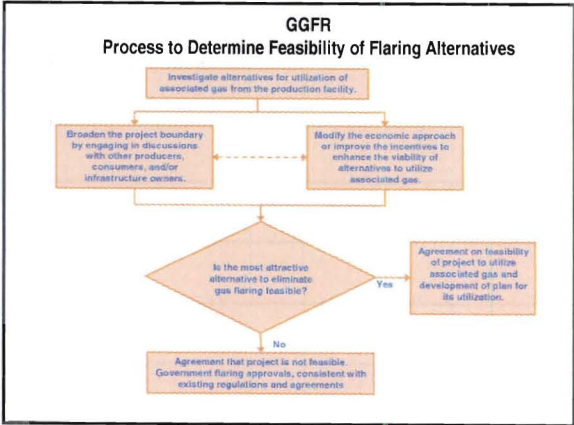 GGFR
Process to Determine Feasibility of Flaring Alternatives
Investigate alternatives for utilization of
associated gas from the production facility.
Broaden the project boundary
by engaging in discussions
with other producers,
consumers, and/or
infrastructure owners.
Modify the economic approach
or improve the incentives to
enhance the viability of
alternatives to utilize
associated gas.
Is the most attractive
alternative to eliminate
gas flaring feasible?
Yes
Agreement on feasibility
of project to utilize
associated gas and
development of plan for
its utilization.
No
Agreement that project is not feasible.
Government flaring approvals, consistent with
existing regulations and agreements